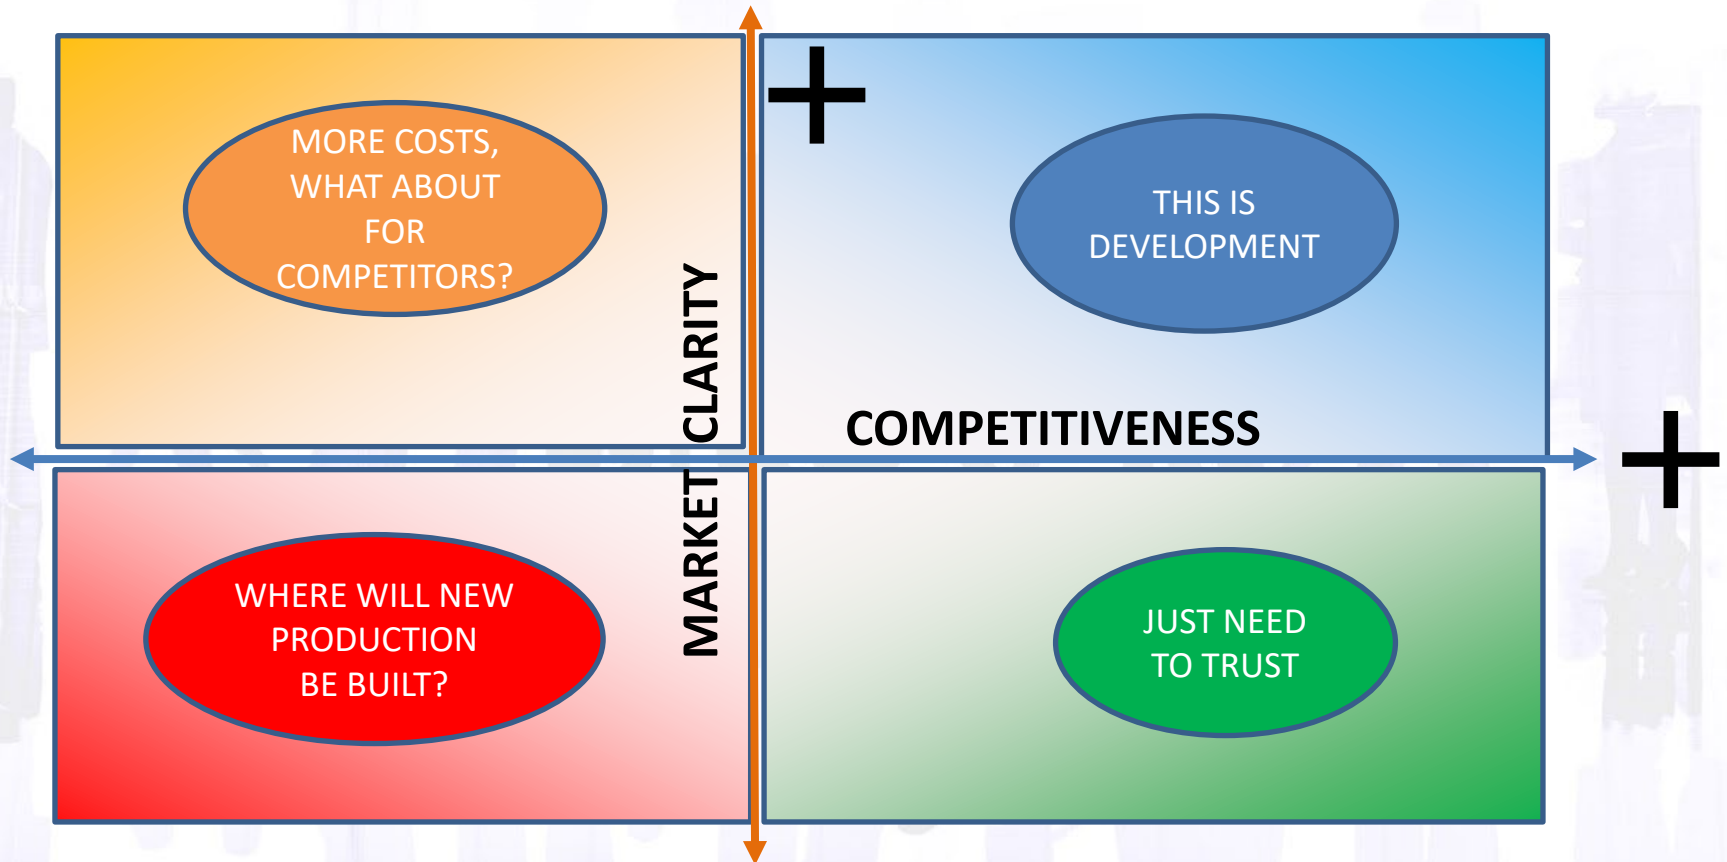 MORE COSTS,
WHAT ABOUT
FOR
COMPETITORS?
+
THIS IS
DEVELOPMENT
MARKET CLARITY
COMPETITIVENESS
+
WHERE WILL NEW
PRODUCTION
BE BUILT?
JUST NEED
TO TRUST